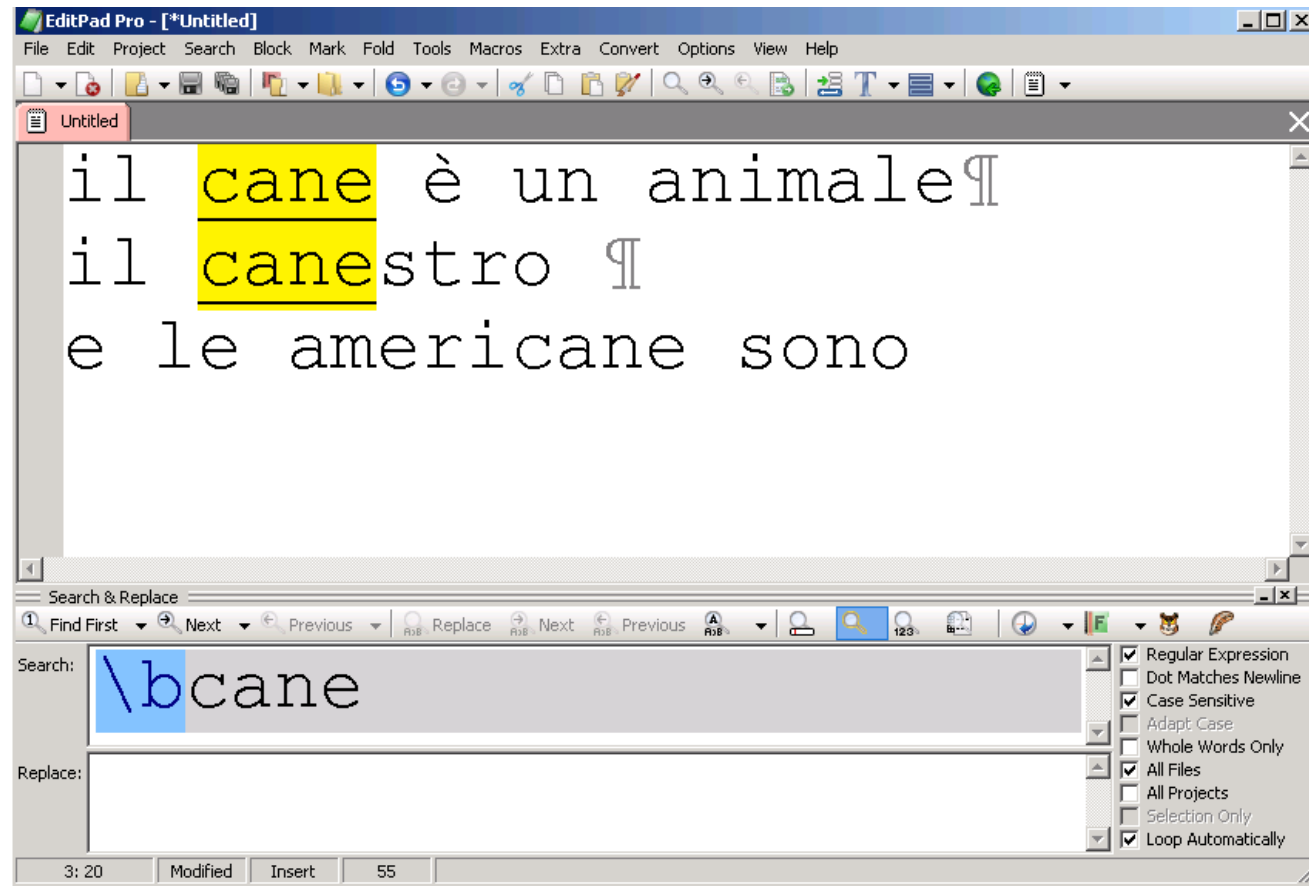 EditPad Pro - [*Untitled]
File Edit Project Search Block Mark Fold Tools Macros Extra Convert Options View Help
Untitled
il cane è un animale¶
il canestro ¶
e le americane sono
Search & Replace
Find First Next Previous Replace Next Previous
Search:
\bcane
Replace:
Regular Expression
Dot Matches Newline
Case Sensitive
Adapt Case
Whole Words Only
All Files
All Projects
Selection Only
Loop Automatically
3: 20 Modified Insert 55